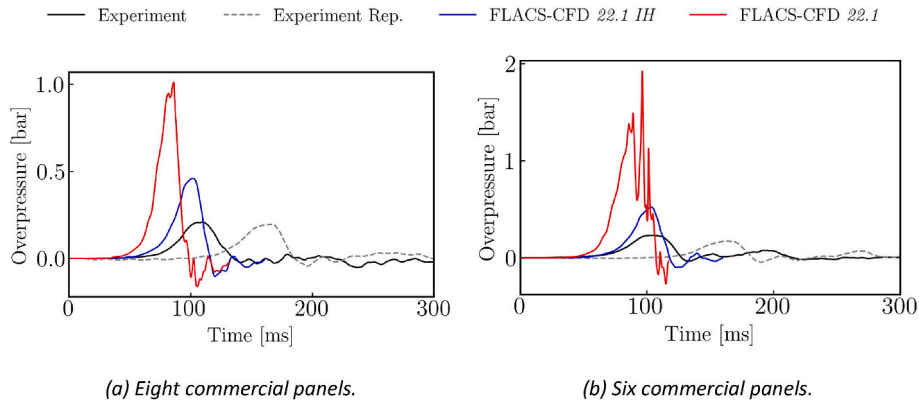 Experiment Experiment Rep. FLACS-CFD 22.1 IH FLACS-CFD 22.1
Overpressure [bar]
1.0
0.5
0.0
0 100 200 300
Time [ms]
(a) Eight commercial panels.
Overpressure [bar]
2
1
0
0 100 200 300
Time [ms]
(b) Six commercial panels.